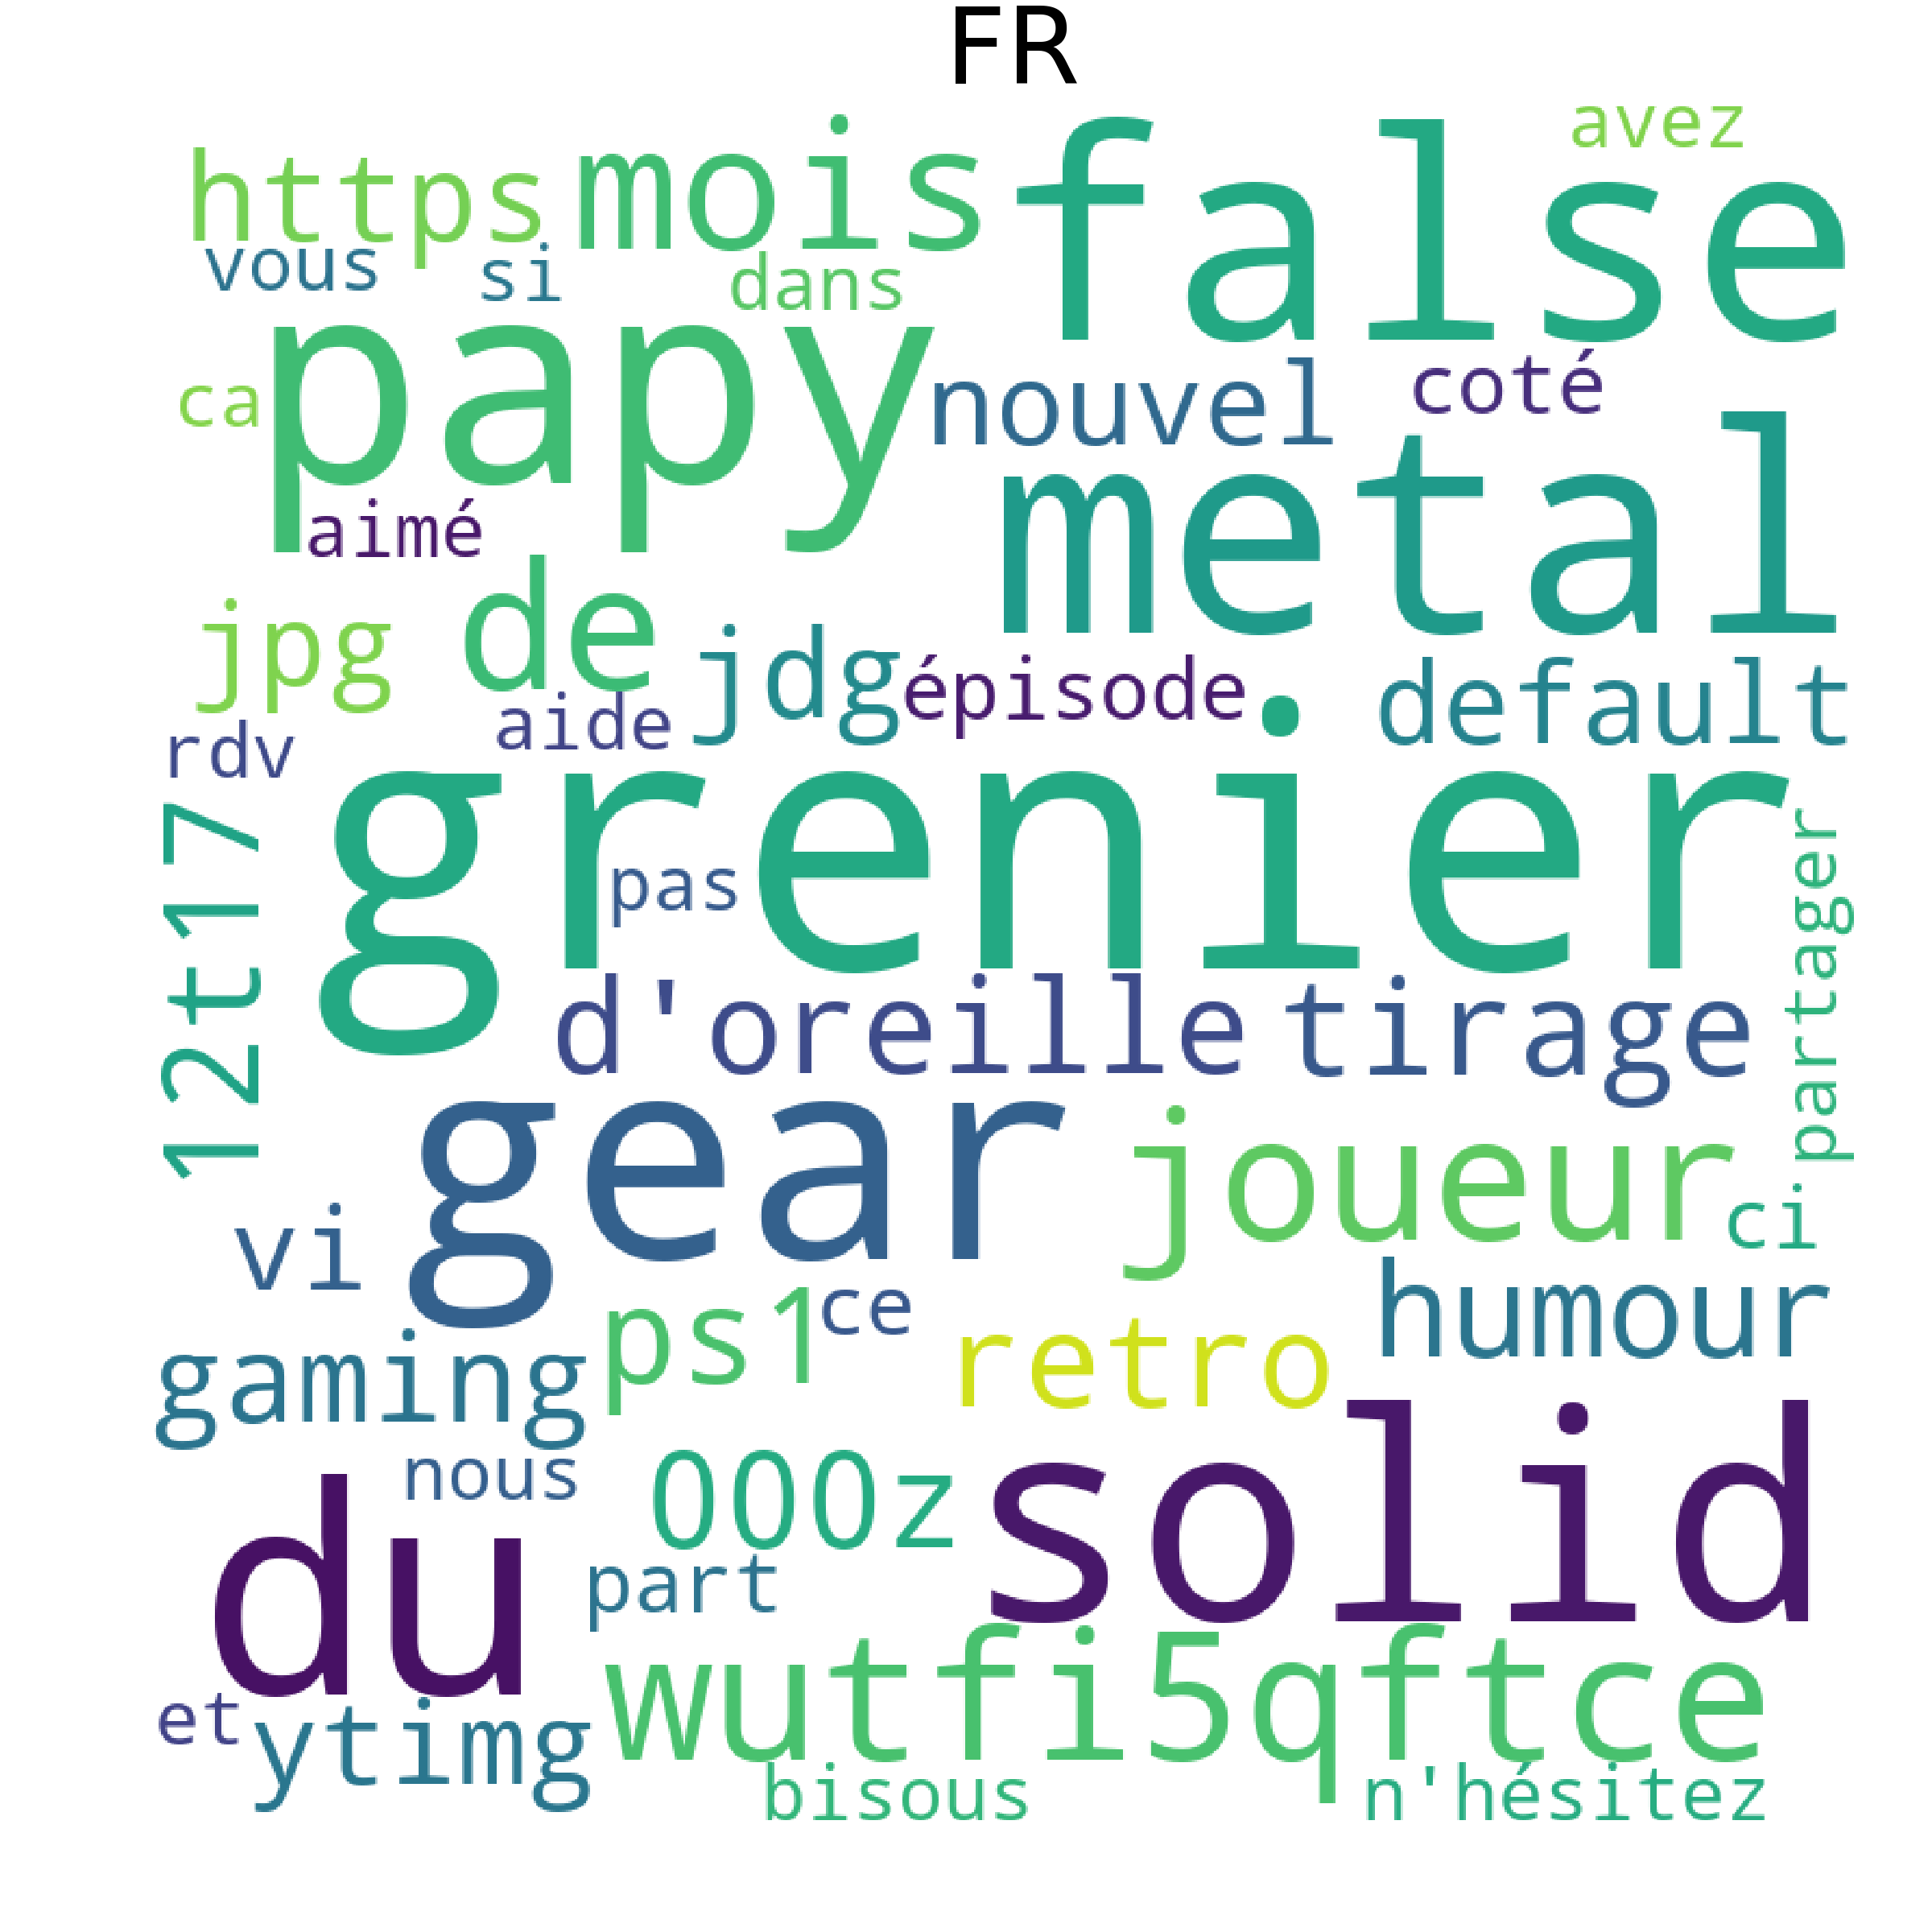 FR
avez
https
mois
false
vous
si
dans
papy
ca
nouvel
coté
metal
aimé
jpg
de
jdg
épisode
default
rdv
aide
grenier
12t17
pas
partager
d'oreille
tirage
gear
joueur
ci
vi
humour
ps1
ce
retro
gaming
solid
nous
000z
du
part
wutfi5qftce
et
ytimg
bisous
n'hésitez